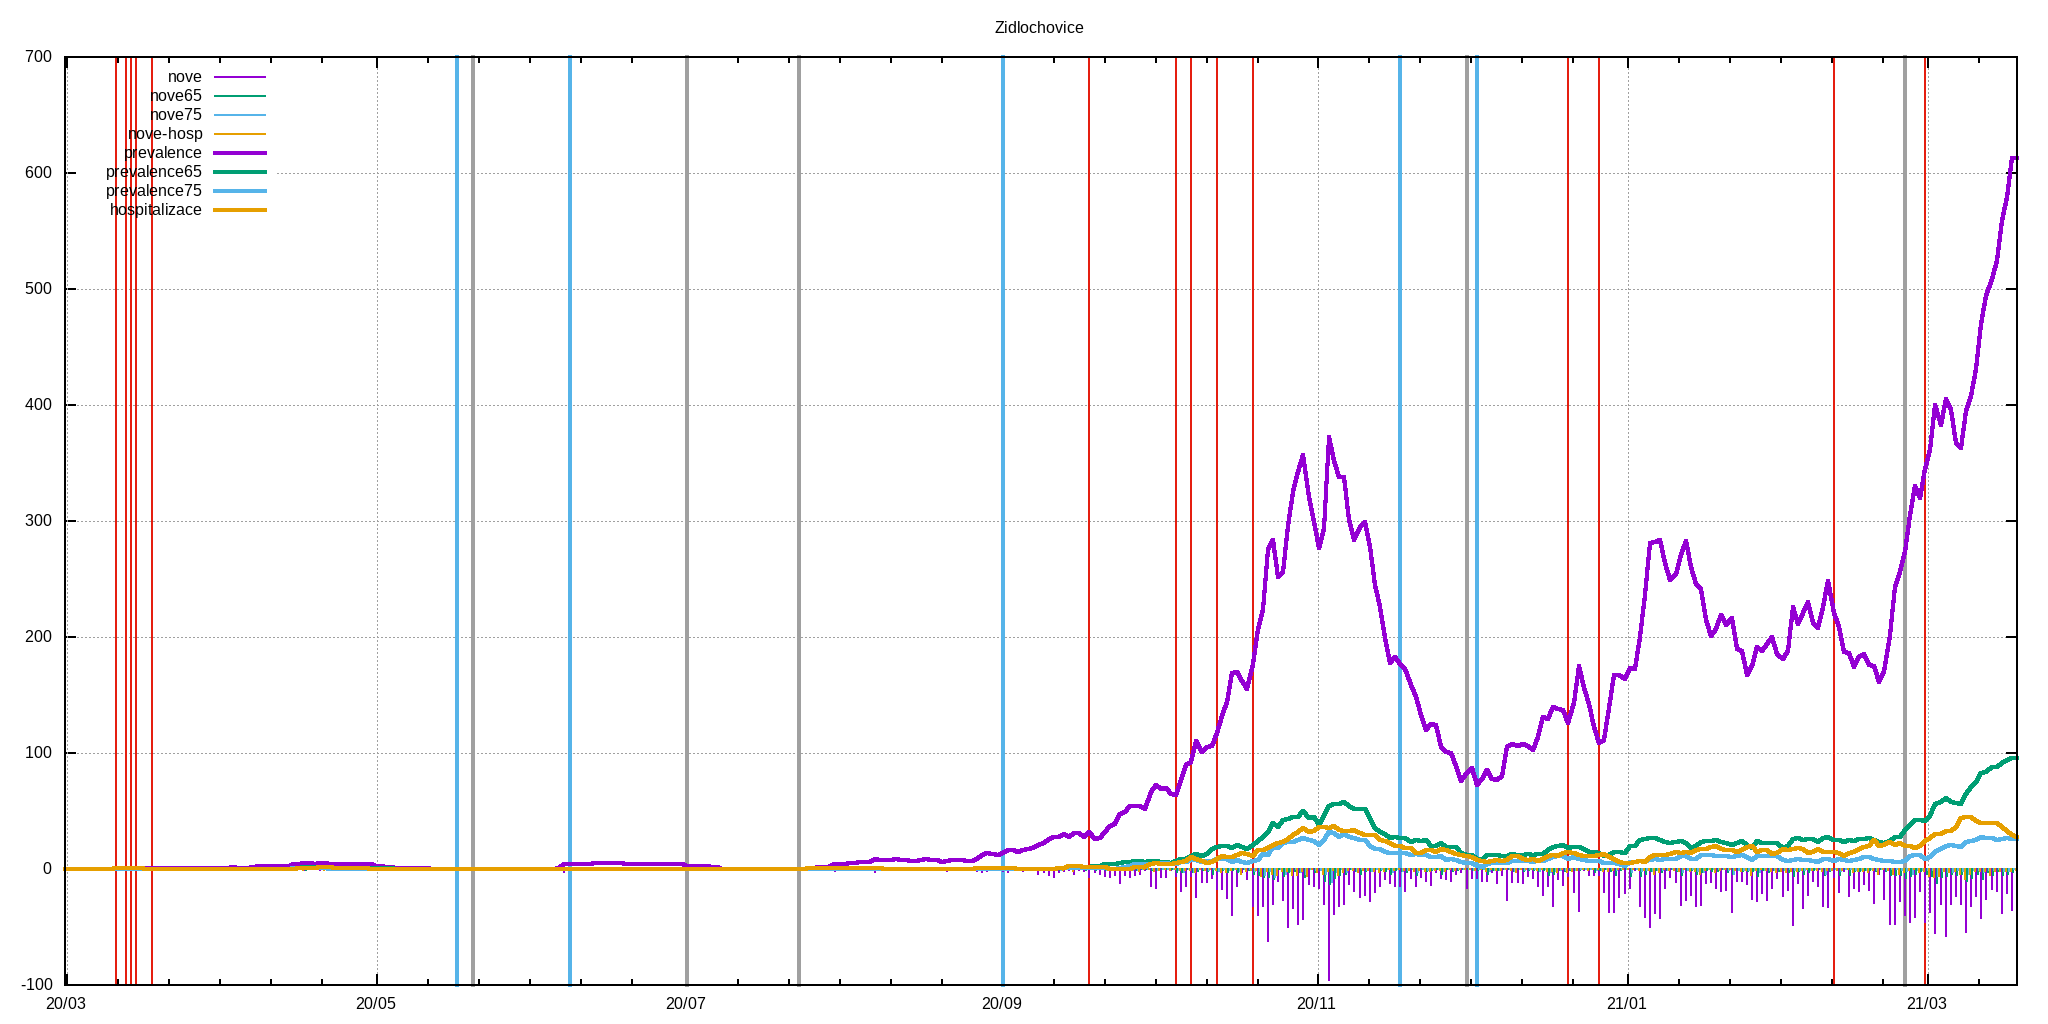 Zidlochovice
700
600
500
400
300
200
100
0
-100
nove
nove65
nove75
nove-hosp
prevalence
prevalence65
prevalence75
hospitalizace
20/03 20/05 20/07 20/09 20/11 21/01 21/03